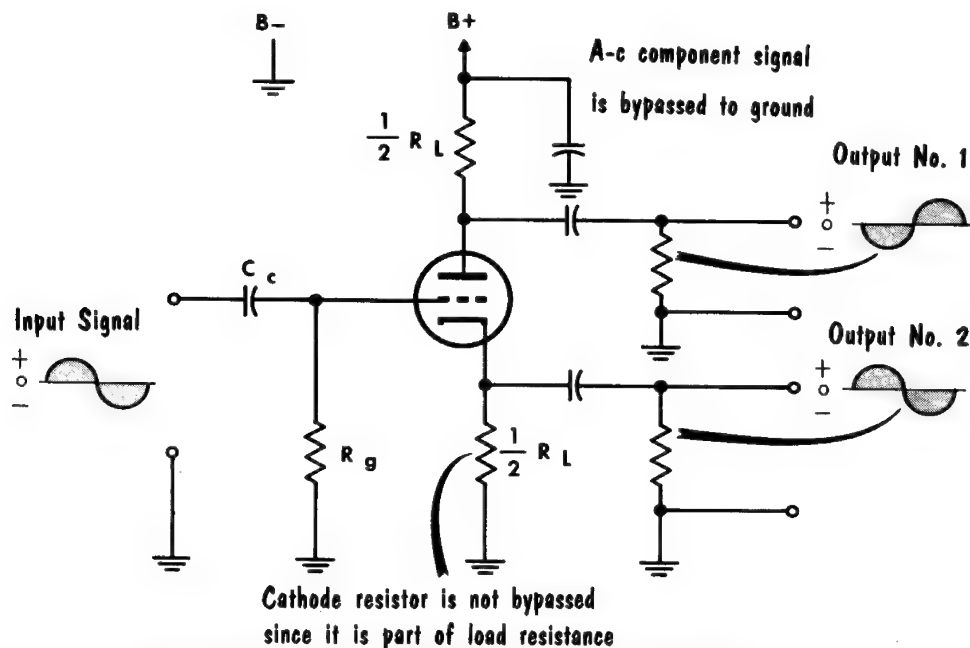 B-
B+
A-c component signal
is bypassed to ground
1/2 R L
Output No. 1
+
o
-
C c
Input Signal
+
o
-
Output No. 2
+
o
-
R g
1/2 R L
Cathode resistor is not bypassed
since it is part of load resistance